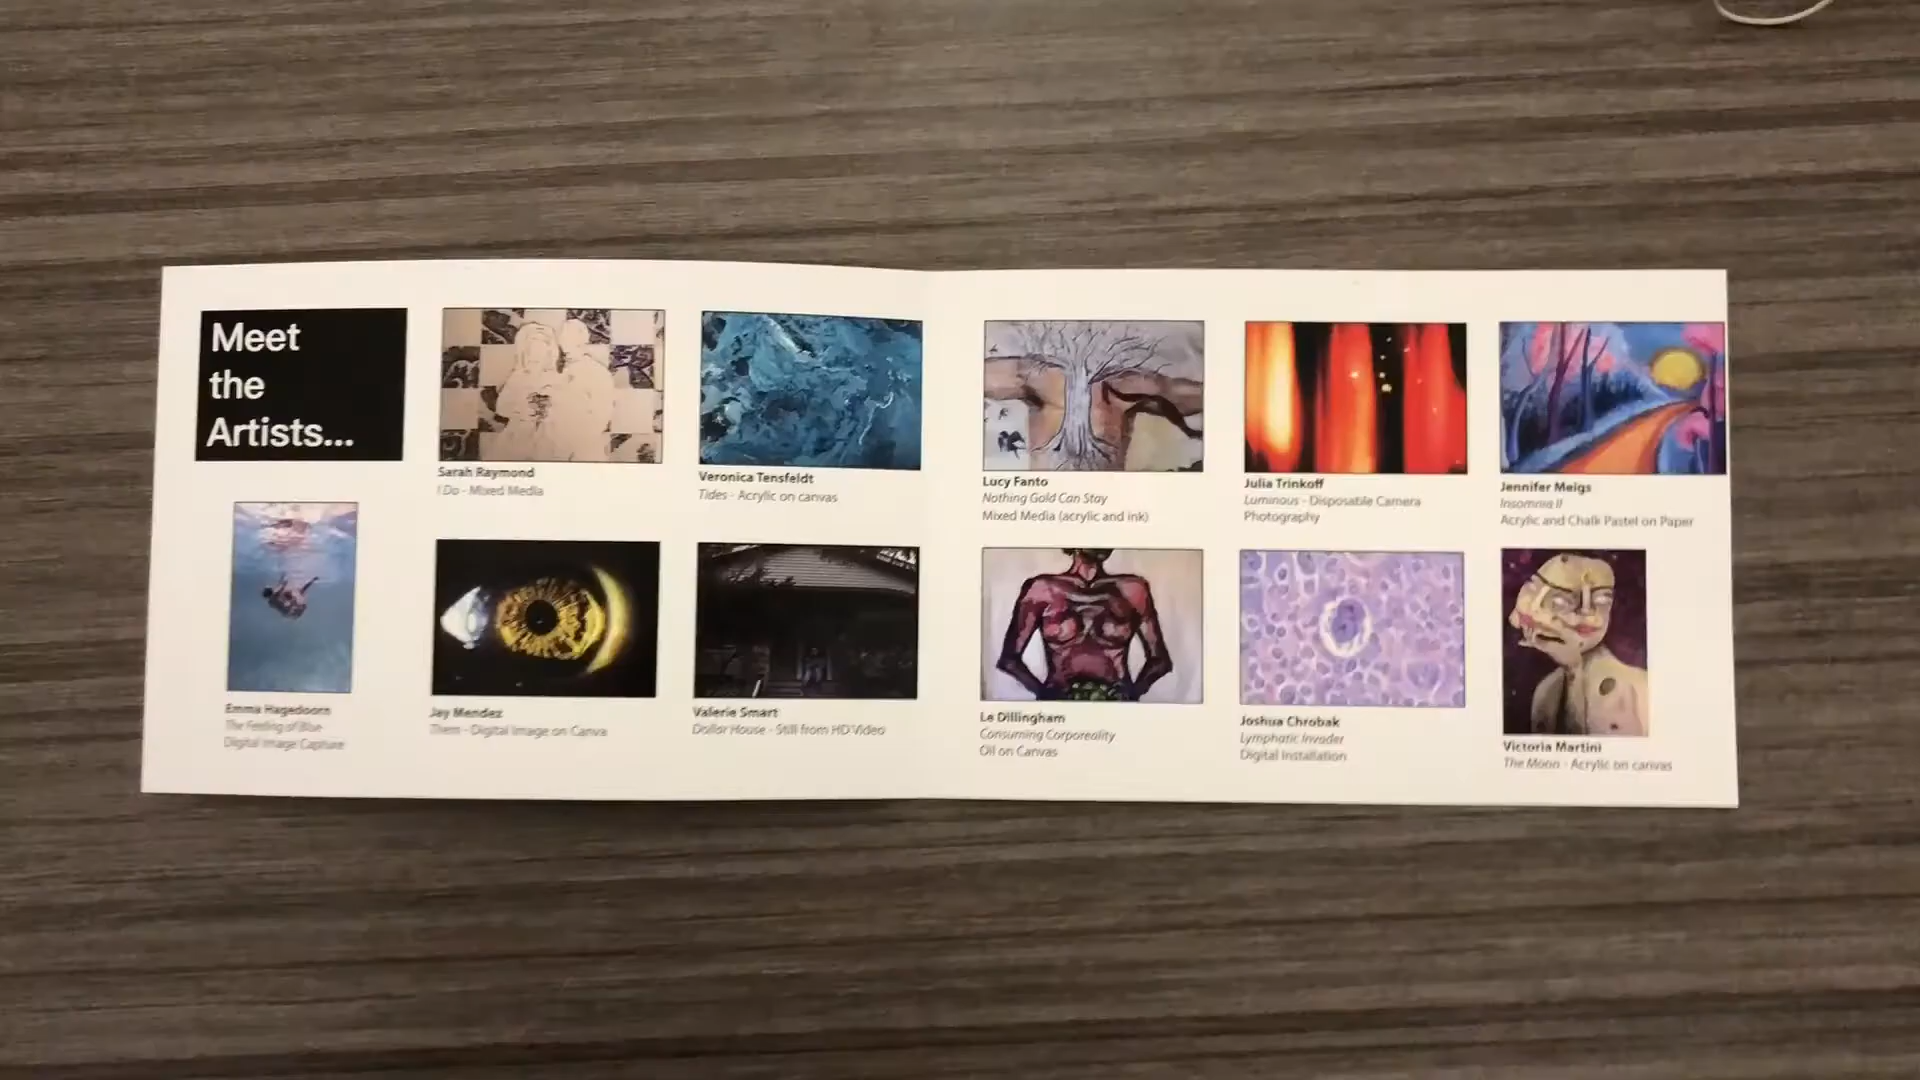 Meet
the
Artists...
Sarah Raymond
I Do - Mixed Media
Veronica Tensfeldt
Tides - Acrylic on canvas
Lucy Fanto
Nothing Gold Can Stay
Mixed Media (acrylic and ink)
Julia Trinkoff
Luminous - Disposable Camera
Photography
Jennifer Meigs
Insomnia II
Acrylic and Chalk Pastel on Paper
Emma Hagedoorn
The Feeling of Blue
Digital Image Capture
Jay Mendez
Them - Digital Image on Canva
Valerie Smart
Dollar House - Still from HD Video
Le Dillingham
Consuming Corporeality
Oil on Canvas
Joshua Chrobak
Lymphatic Invader
Digital Installation
Victoria Martini
The Moon - Acrylic on canvas